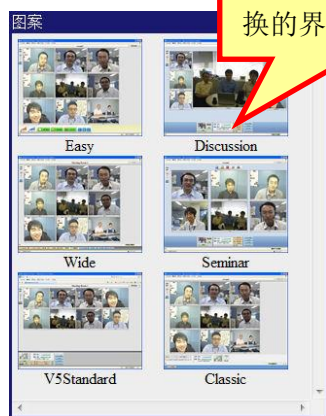 换的界
图案
Easy
Discussion
Wide
Seminar
V5Standard
Classic